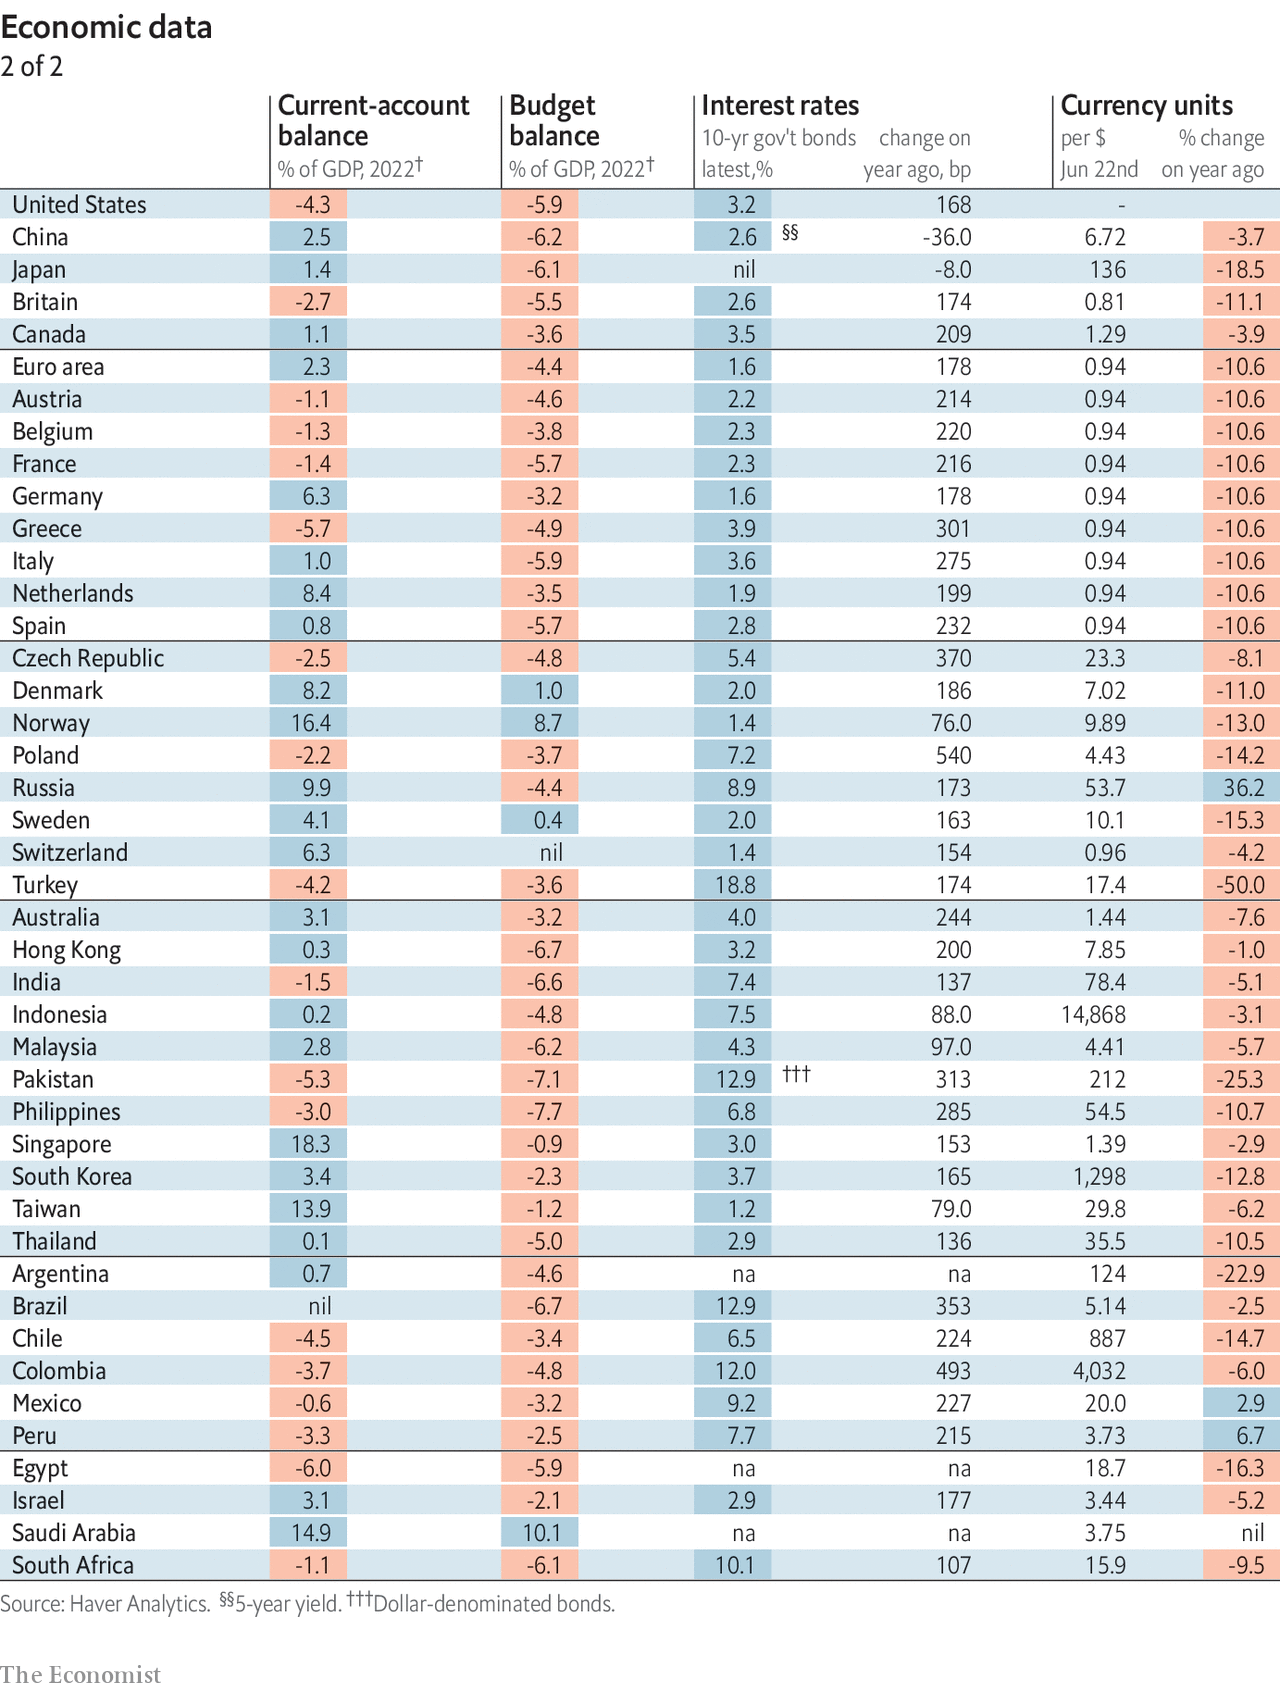 Economic data
2 of 2
Current-account balance % of GDP, 2022† Budget balance % of GDP, 2022† Interest rates 10-yr gov't bonds latest,% change on year ago, bp Currency units per $ Jun 22nd % change on year ago
United States -4.3 -5.9 3.2 168 -
China 2.5 -6.2 2.6 §§ -36.0 6.72 -3.7
Japan 1.4 -6.1 nil -8.0 136 -18.5
Britain -2.7 -5.5 2.6 174 0.81 -11.1
Canada 1.1 -3.6 3.5 209 1.29 -3.9
Euro area 2.3 -4.4 1.6 178 0.94 -10.6
Austria -1.1 -4.6 2.2 214 0.94 -10.6
Belgium -1.3 -3.8 2.3 220 0.94 -10.6
France -1.4 -5.7 2.3 216 0.94 -10.6
Germany 6.3 -3.2 1.6 178 0.94 -10.6
Greece -5.7 -4.9 3.9 301 0.94 -10.6
Italy 1.0 -5.9 3.6 275 0.94 -10.6
Netherlands 8.4 -3.5 1.9 199 0.94 -10.6
Spain 0.8 -5.7 2.8 232 0.94 -10.6
Czech Republic -2.5 -4.8 5.4 370 23.3 -8.1
Denmark 8.2 1.0 2.0 186 7.02 -11.0
Norway 16.4 8.7 1.4 76.0 9.89 -13.0
Poland -2.2 -3.7 7.2 540 4.43 -14.2
Russia 9.9 -4.4 8.9 173 53.7 36.2
Sweden 4.1 0.4 2.0 163 10.1 -15.3
Switzerland 6.3 nil 1.4 154 0.96 -4.2
Turkey -4.2 -3.6 18.8 174 17.4 -50.0
Australia 3.1 -3.2 4.0 244 1.44 -7.6
Hong Kong 0.3 -6.7 3.2 200 7.85 -1.0
India -1.5 -6.6 7.4 137 78.4 -5.1
Indonesia 0.2 -4.8 7.5 88.0 14,868 -3.1
Malaysia 2.8 -6.2 4.3 97.0 4.41 -5.7
Pakistan -5.3 -7.1 12.9 ††† 313 212 -25.3
Philippines -3.0 -7.7 6.8 285 54.5 -10.7
Singapore 18.3 -0.9 3.0 153 1.39 -2.9
South Korea 3.4 -2.3 3.7 165 1,298 -12.8
Taiwan 13.9 -1.2 1.2 79.0 29.8 -6.2
Thailand 0.1 -5.0 2.9 136 35.5 -10.5
Argentina 0.7 -4.6 na na 124 -22.9
Brazil nil -6.7 12.9 353 5.14 -2.5
Chile -4.5 -3.4 6.5 224 887 -14.7
Colombia -3.7 -4.8 12.0 493 4,032 -6.0
Mexico -0.6 -3.2 9.2 227 20.0 2.9
Peru -3.3 -2.5 7.7 215 3.73 6.7
Egypt -6.0 -5.9 na na 18.7 -16.3
Israel 3.1 -2.1 2.9 177 3.44 -5.2
Saudi Arabia 14.9 10.1 na na 3.75 nil
South Africa -1.1 -6.1 10.1 107 15.9 -9.5
Source: Haver Analytics. §§5-year yield. †††Dollar-denominated bonds.
The Economist